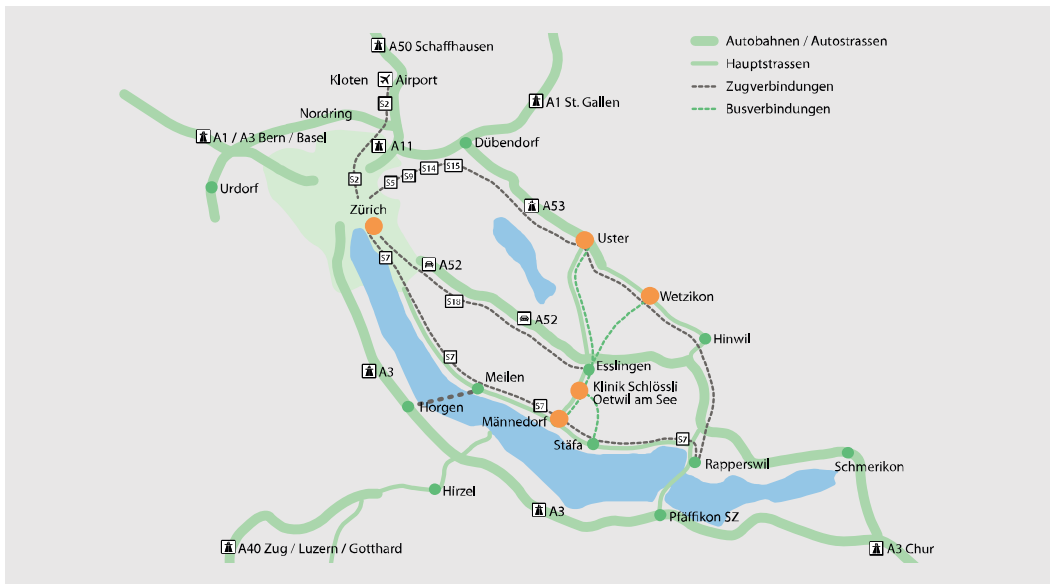 A50 Schaffhausen
Autobahnen / Autostrassen
Hauptstrassen
Zugverbindungen
Busverbindungen
Kloten
Airport
S2
A1 St. Gallen
Nordring
A1 / A3 Bern / Basel
A11
Dübendorf
S2
S5
S9
S14
S15
Urdorf
A53
Zürich
Uster
S7
A52
Wetzikon
S18
A52
Hinwil
S7
Esslingen
A3
Meilen
Klinik Schlössli
Oetwil am See
Horgen
S7
Männedorf
Stäfa
S7
Rapperswil
Schmerikon
Hirzel
A3
Pfäffikon SZ
A40 Zug / Luzern / Gotthard
A3 Chur